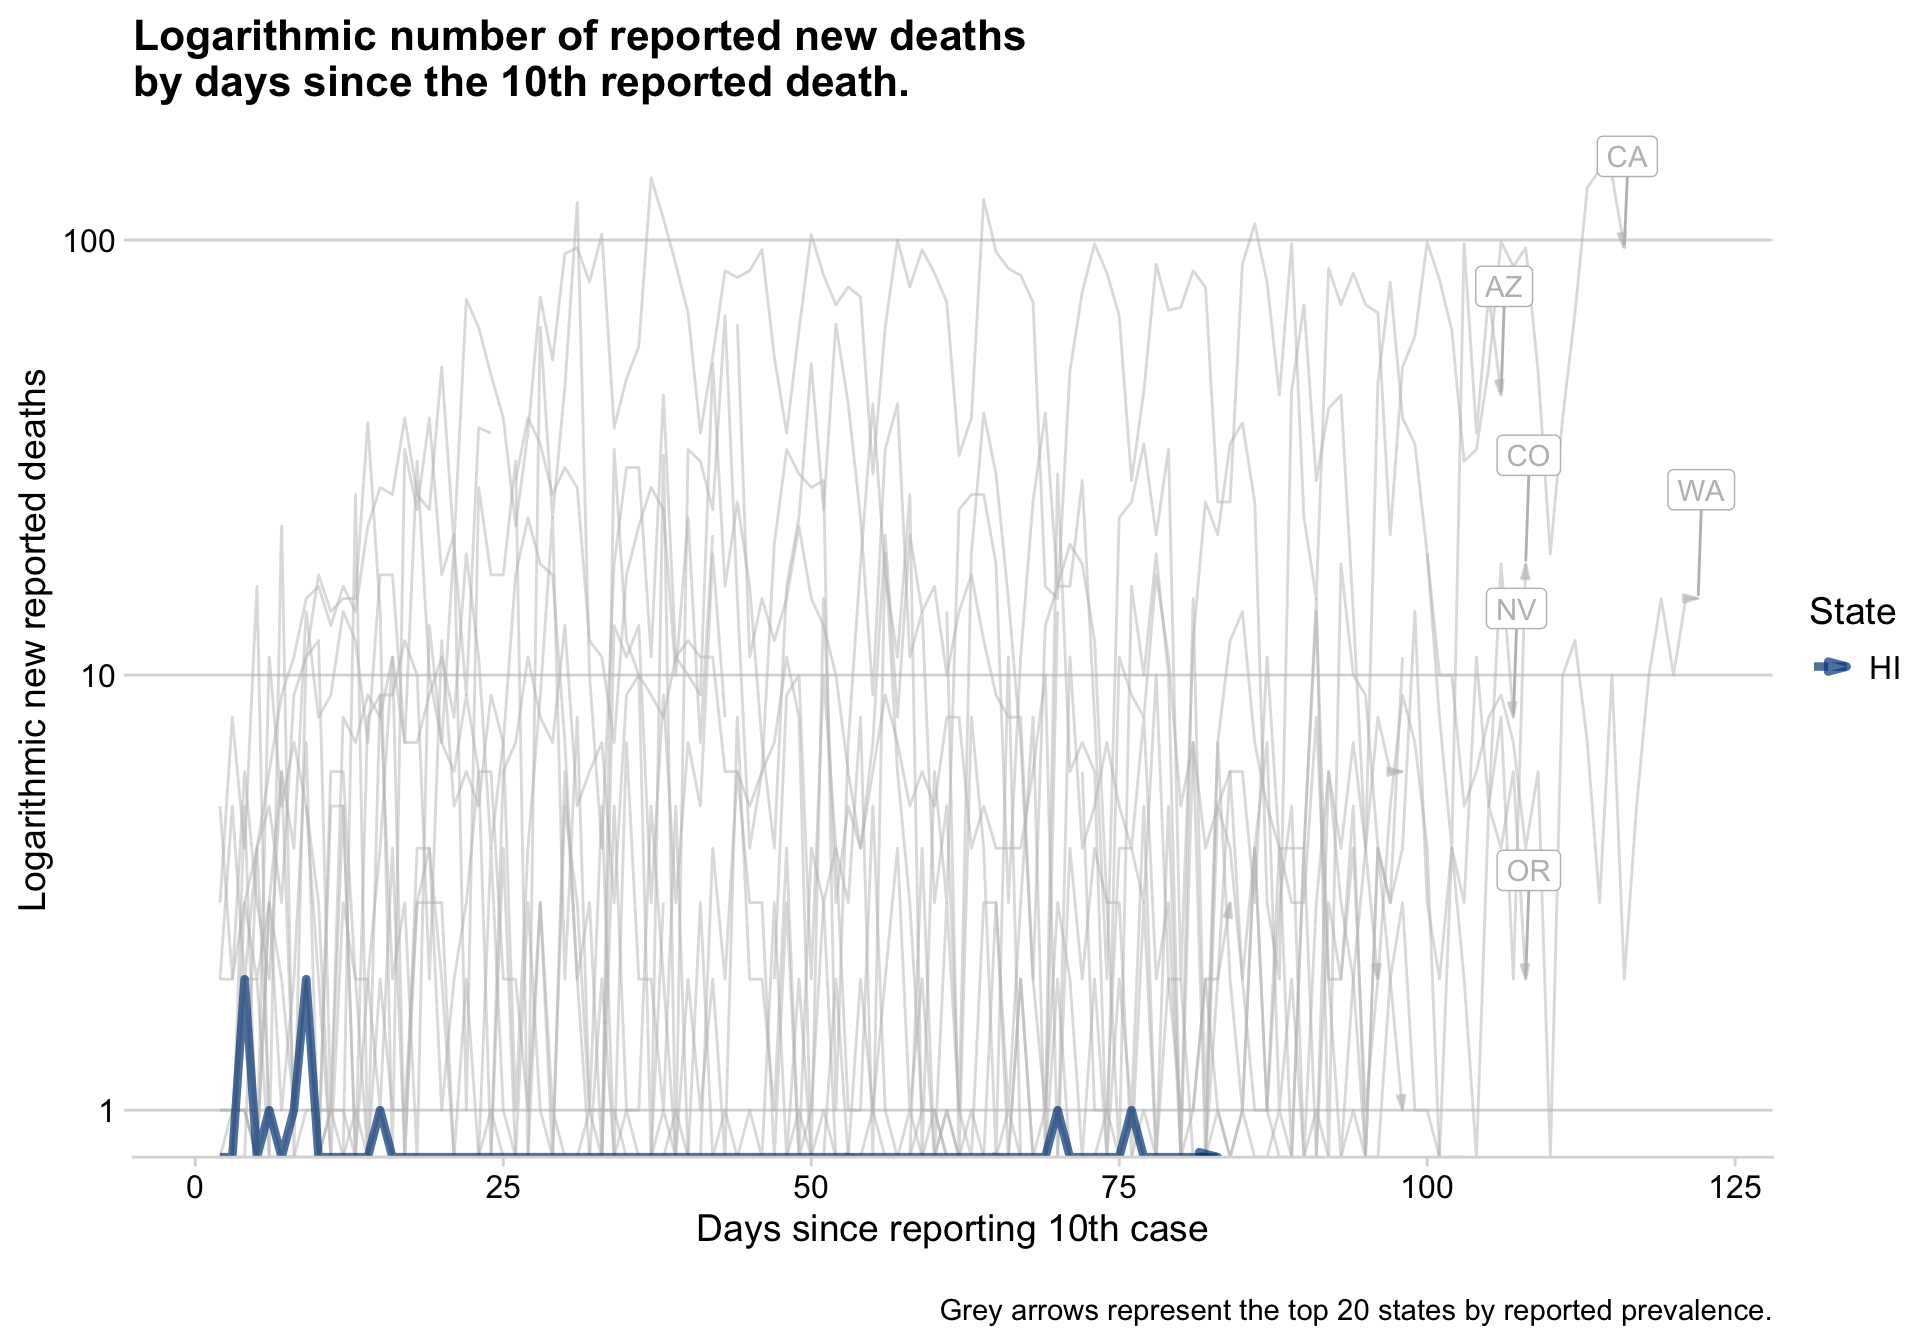 Logarithmic number of reported new deaths
by days since the 10th reported death.
Logarithmic new reported deaths
100
10
1
CA
AZ
CO
WA
NV
OR
State
HI
0 25 50 75 100 125
Days since reporting 10th case
Grey arrows represent the top 20 states by reported prevalence.